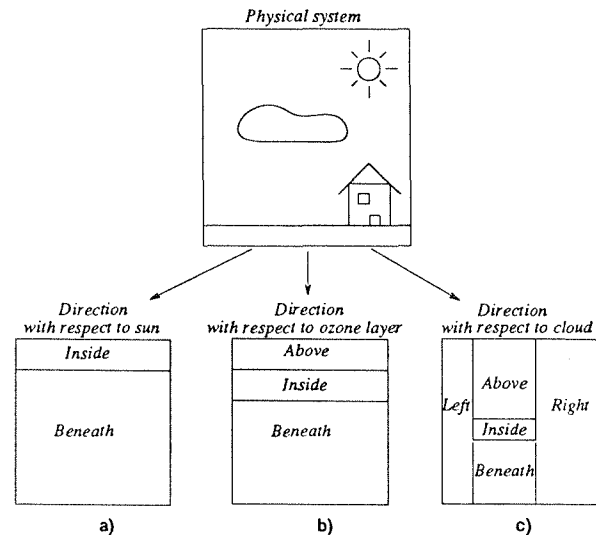 Physical system
Direction
with respect to sun
Direction
with respect to ozone layer
Direction
with respect to cloud
Inside
Beneath
Above
Inside
Beneath
Left
Above
Inside
Beneath
Right
a)
b)
c)